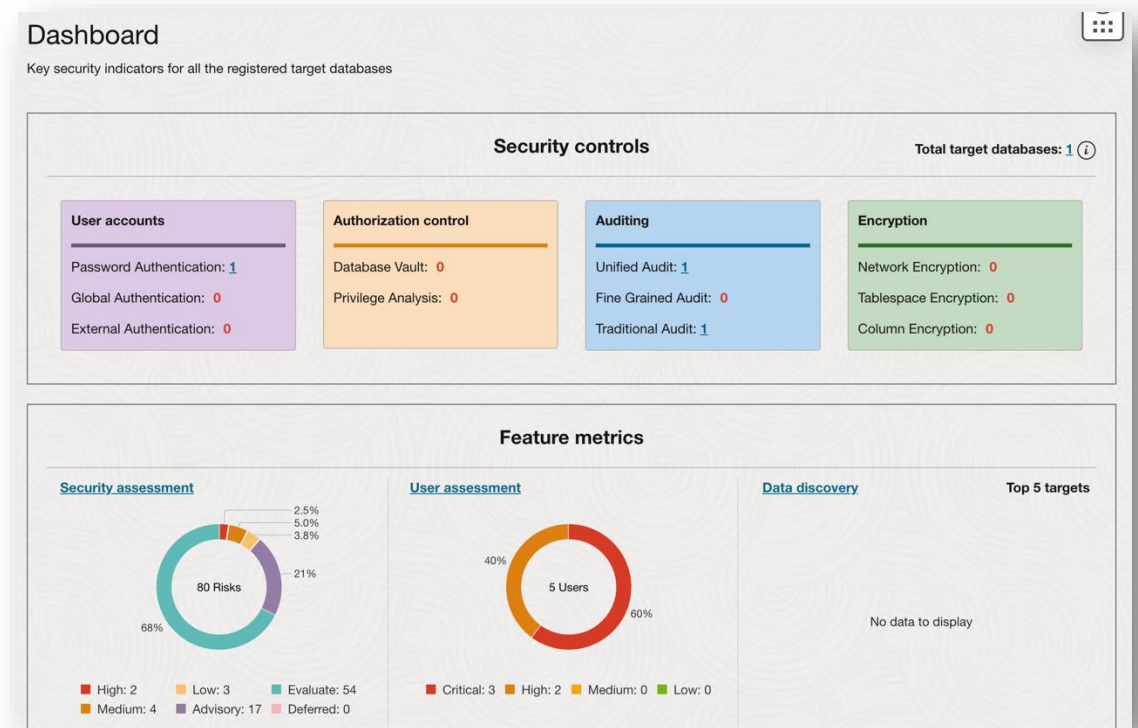 Dashboard
Key security indicators for all the registered target databases
Security controls
Total target databases: 1 i
User accounts
Password Authentication: 1
Global Authentication: 0
External Authentication: 0
Authorization control
Database Vault: 0
Privilege Analysis: 0
Auditing
Unified Audit: 1
Fine Grained Audit: 0
Traditional Audit: 1
Encryption
Network Encryption: 0
Tablespace Encryption: 0
Column Encryption: 0
Feature metrics
Security assessment
2.5%
5.0%
3.8%
21%
80 Risks
68%
High: 2
Low: 3
Evaluate: 54
Medium: 4
Advisory: 17
Deferred: 0
User assessment
40%
5 Users
60%
Critical: 3
High: 2
Medium: 0
Low: 0
Data discovery
Top 5 targets
No data to display